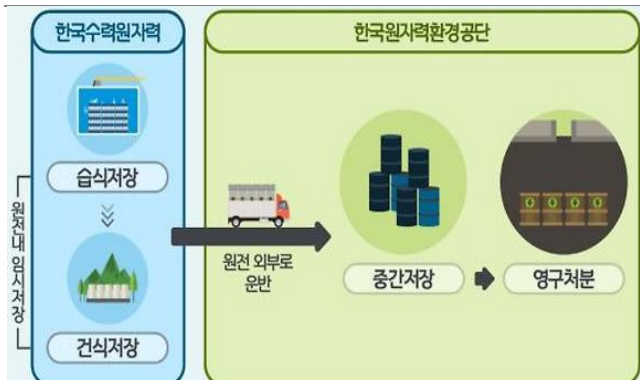 한국수력원자력
한국원자력환경공단
습식저장
원전내 임시저장
건식저장
원전 외부로
운반
중간저장
영구처분